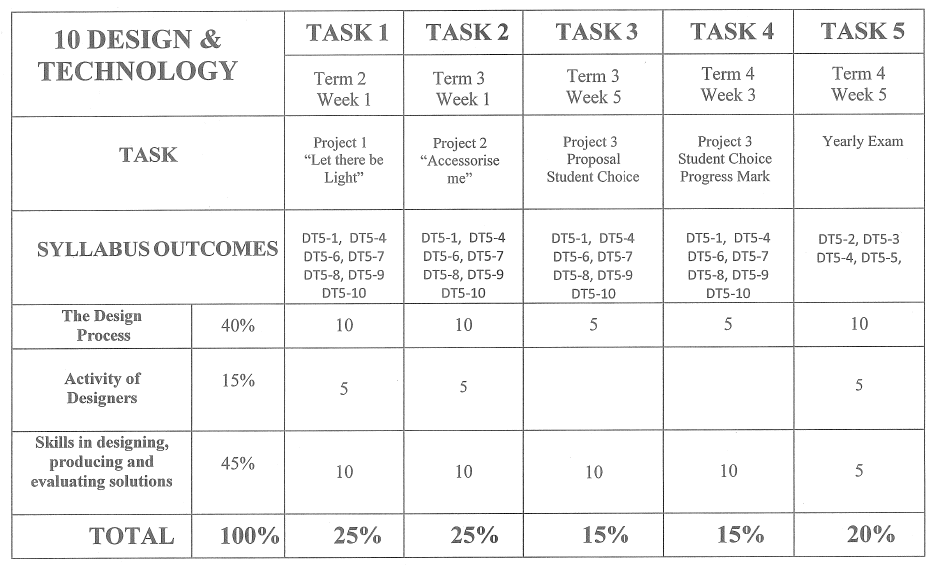 10 DESIGN &
TECHNOLOGY
TASK 1
TASK 2
TASK 3
TASK 4
TASK 5
Term 2
Week 1
Term 3
Week 1
Term 3
Week 5
Term 4
Week 3
Term 4
Week 5
TASK
Project 1
“Let there be
Light”
Project 2
“Accessorise
me”
Project 3
Proposal
Student Choice
Project 3
Student Choice
Progress Mark
Yearly Exam
SYLLABUS OUTCOMES
DT5-1, DT5-4
DT5-6, DT5-7
DT5-8, DT5-9
DT5-10
DT5-1, DT5-4
DT5-6, DT5-7
DT5-8, DT5-9
DT5-10
DT5-1, DT5-4
DT5-6, DT5-7
DT5-8, DT5-9
DT5-10
DT5-1, DT5-4
DT5-6, DT5-7
DT5-8, DT5-9
DT5-10
DT5-2, DT5-3
DT5-4, DT5-5,
The Design
Process
40%
10
10
5
5
10
Activity of
Designers
15%
5
5
5
Skills in designing,
producing and
evaluating solutions
45%
10
10
10
10
5
TOTAL
100%
25%
25%
15%
15%
20%